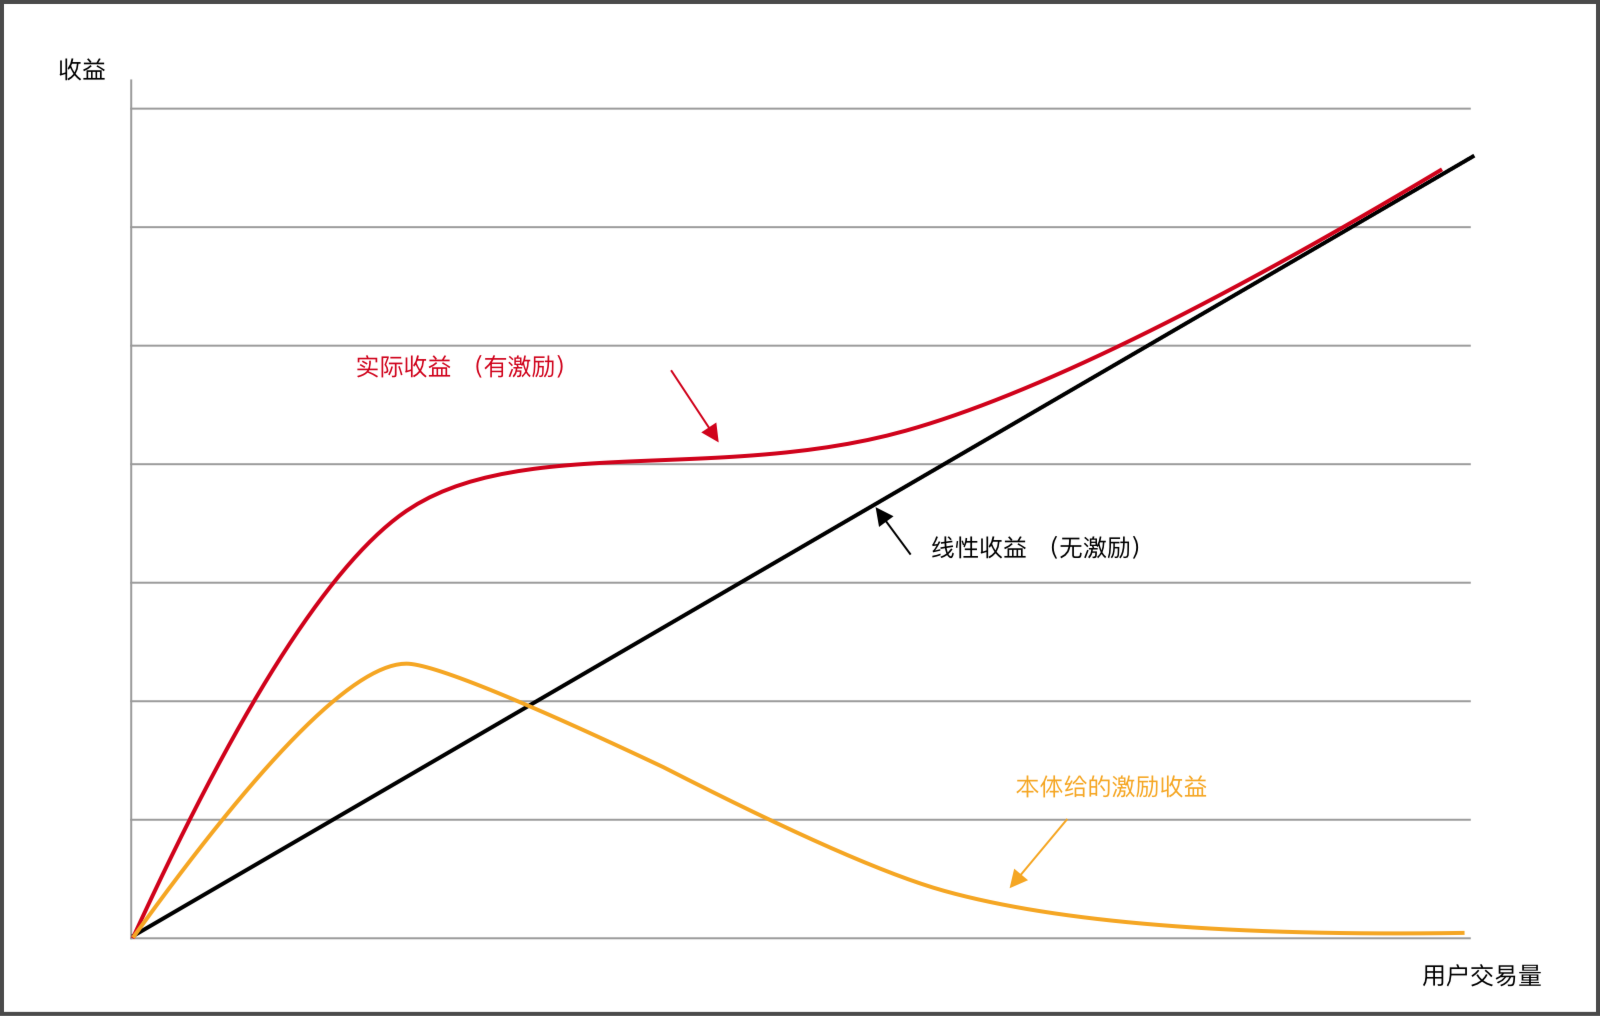 收益
实际收益 （有激励）
线性收益 （无激励）
本体给的激励收益
用户交易量